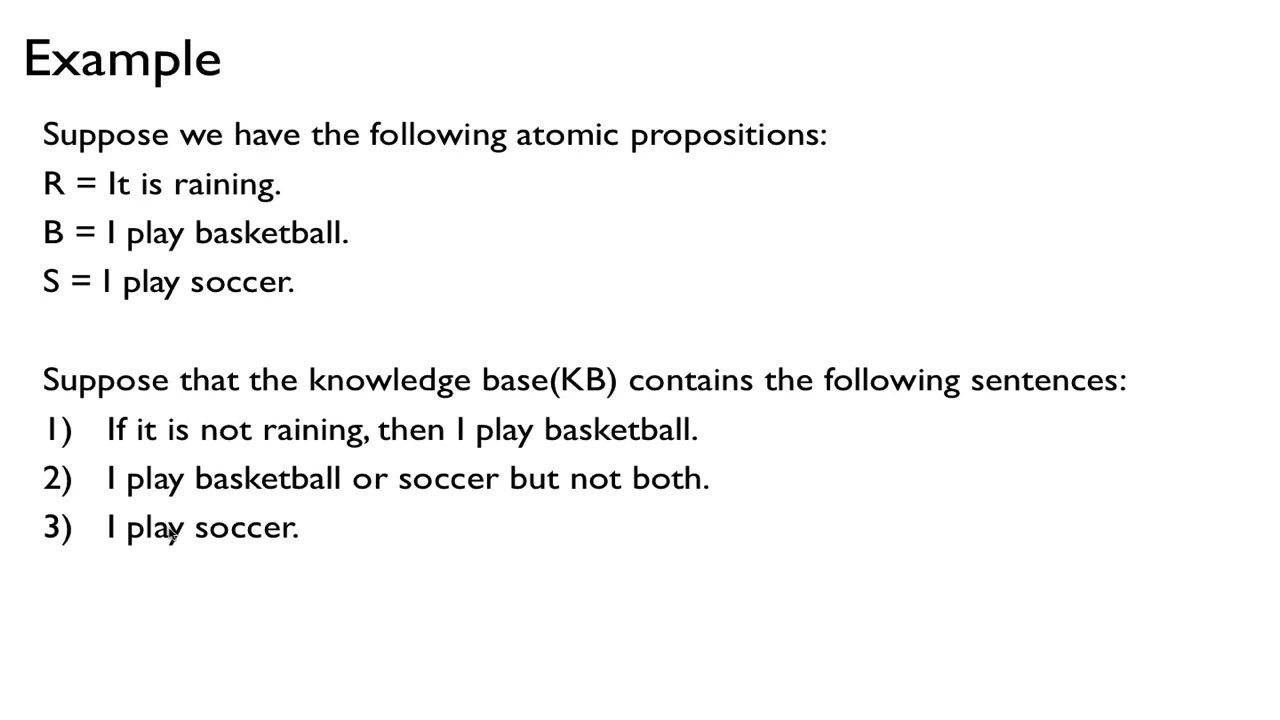 Example
Suppose we have the following atomic propositions:
R = It is raining.
B = I play basketball.
S = I play soccer.
Suppose that the knowledge base(KB) contains the following sentences:
1) If it is not raining, then I play basketball.
2) I play basketball or soccer but not both.
3) I play soccer.